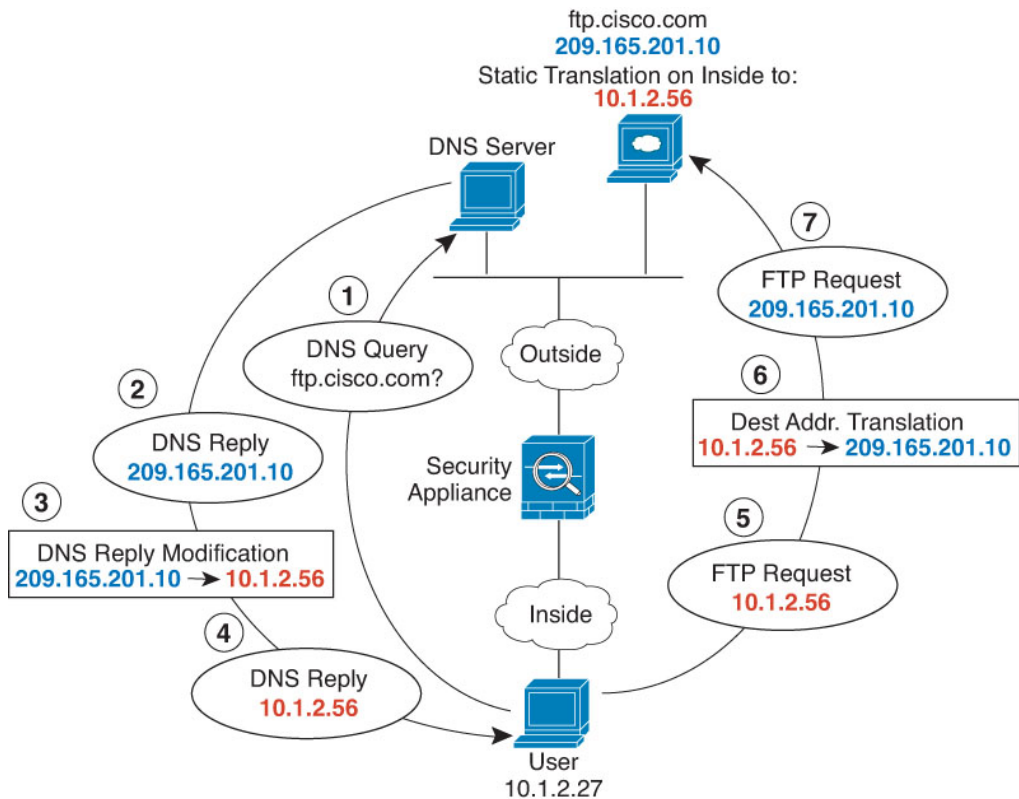 ftp.cisco.com
209.165.201.10
Static Translation on Inside to:
10.1.2.56
DNS Server
7
FTP Request
209.165.201.10
1
DNS Query
ftp.cisco.com?
Outside
2
DNS Reply
209.165.201.10
6
Dest Addr. Translation
10.1.2.56 → 209.165.201.10
Security
Appliance
3
DNS Reply Modification
209.165.201.10 → 10.1.2.56
5
FTP Request
10.1.2.56
Inside
4
DNS Reply
10.1.2.56
User
10.1.2.27